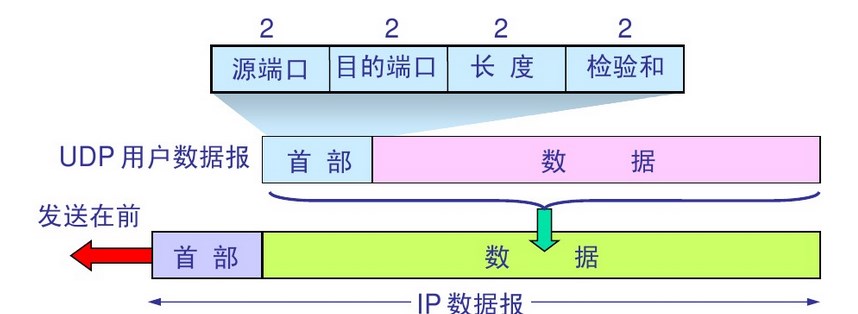 2 2 2 2
源端口 目的端口 长 度 检验和
UDP 用户数据报 首 部 数 据
发送在前
首 部 数 据
IP 数据报